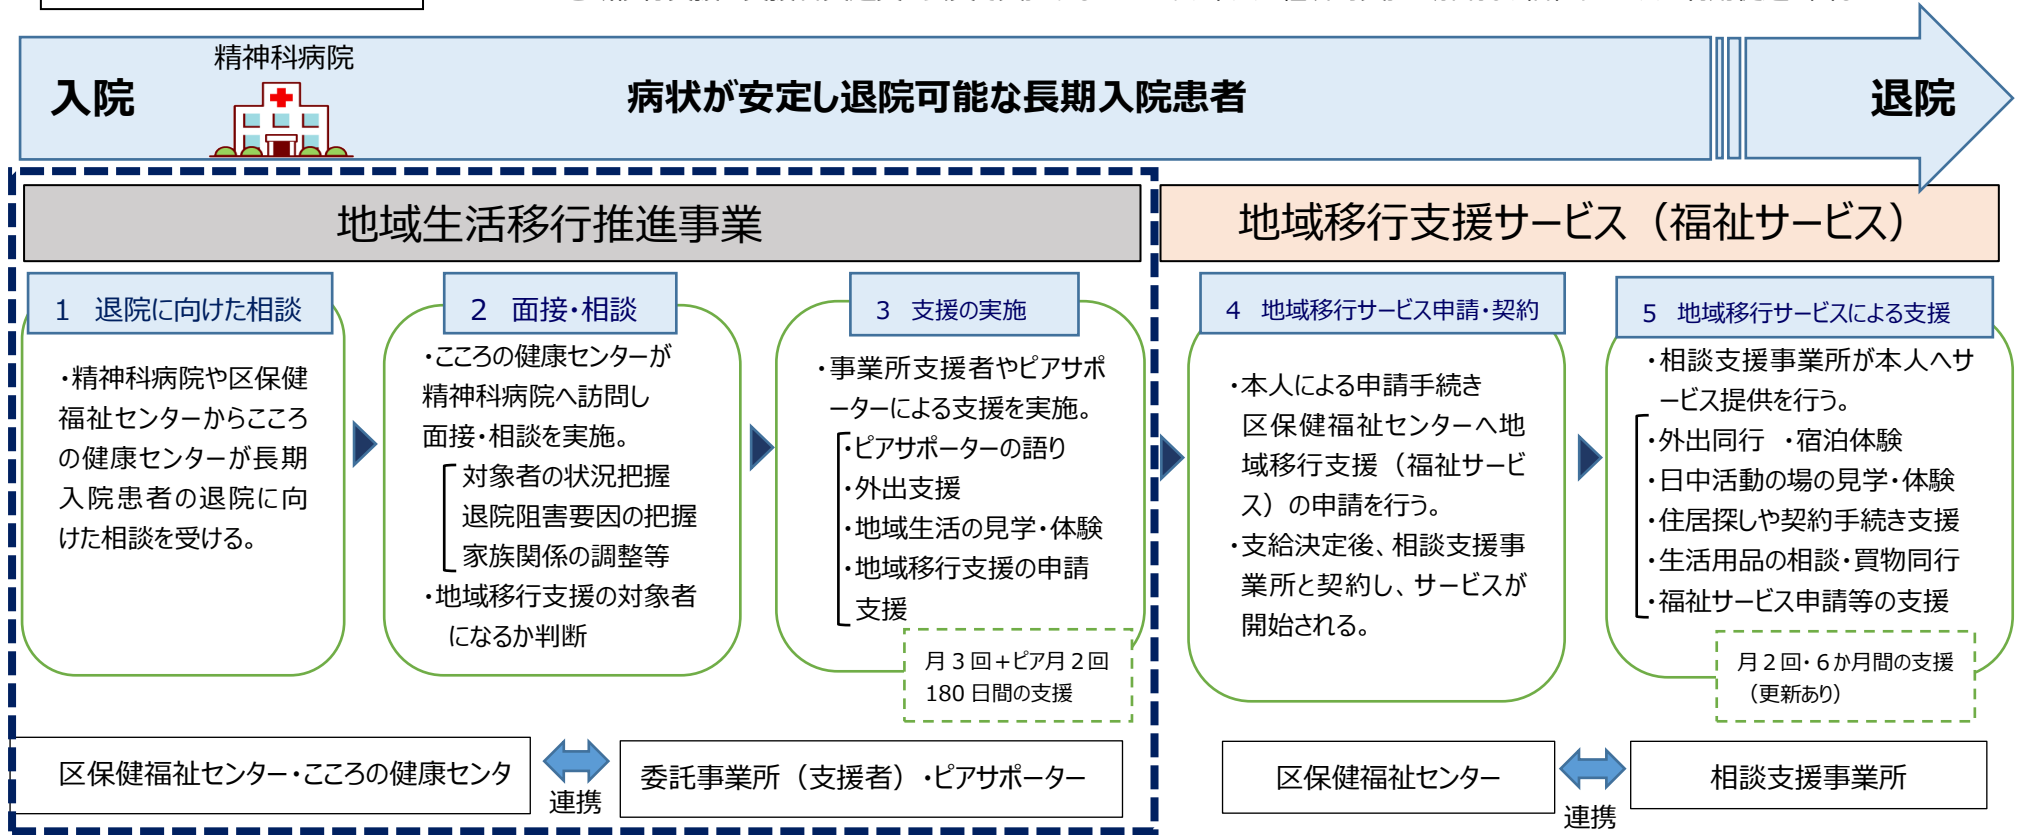 入院
精神科病院
病状が安定し退院可能な長期入院患者
退院
地域生活移行推進事業
地域移行支援サービス（福祉サービス）
1　退院に向けた相談
・精神科病院や区保健
福祉センターからこころ
の健康センターが長期
入院患者の退院に向
けた相談を受ける。
2　面接・相談
・こころの健康センターが
精神科病院へ訪問し
面接・相談を実施。
対象者の状況把握
退院阻害要因の把握
家族関係の調整等
・地域移行支援の対象者
になるか判断
3　支援の実施
・事業所支援者やピアサポ
ーターによる支援を実施。
・ピアサポーターの語り
・外出支援
・地域生活の見学・体験
・地域移行支援の申請
支援
月３回＋ピア月２回
180 日間の支援
4　地域移行サービス申請・契約
・本人による申請手続き
区保健福祉センターへ地
域移行支援（福祉サービ
ス）の申請を行う。
・支給決定後、相談支援事
業所と契約し、サービスが
開始される。
5　地域移行サービスによる支援
・相談支援事業所が本人へサ
ービス提供を行う。
・外出同行　・宿泊体験
・日中活動の場の見学・体験
・住居探しや契約手続き支援
・生活用品の相談・買物同行
・福祉サービス申請等の支援
月２回・６か月間の支援
（更新あり）
区保健福祉センター・こころの健康センタ
連携
委託事業所（支援者）・ピアサポーター
区保健福祉センター
連携
相談支援事業所